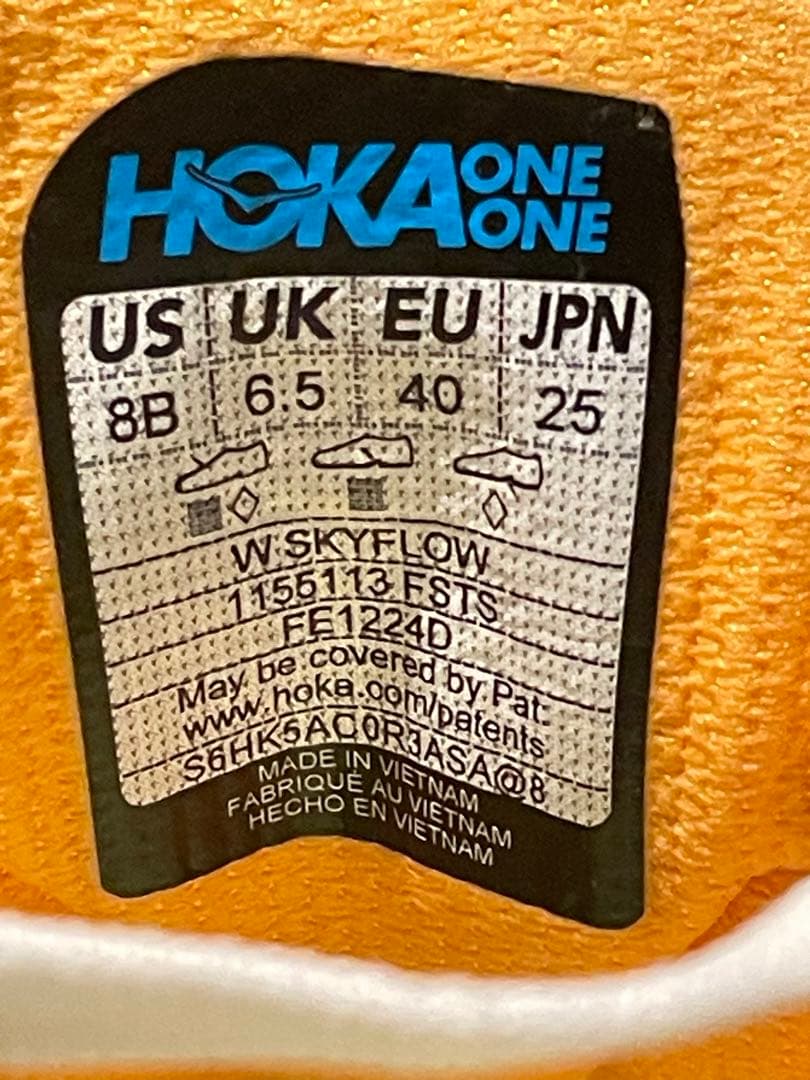 HOKA ONE ONE
US UK EU JPN
8B 6.5 40 25
W SKYFLOW
1155113 FSTS
FE1224D
May be covered by Pat:
www.hoka.com/patents
S6HK5AC0R3ASA@8
MADE IN VIETNAM
FABRIQUÉ AU VIETNAM
HECHO EN VIETNAM